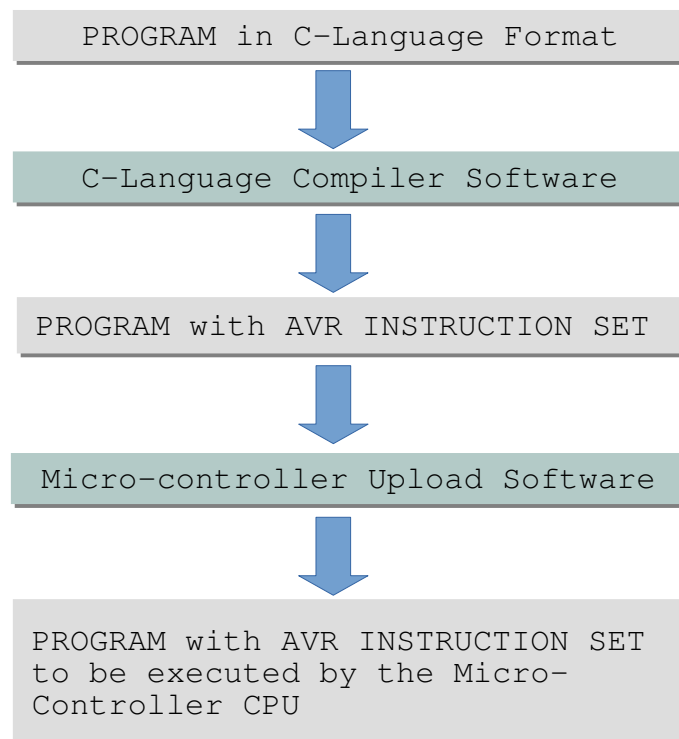 PROGRAM in C-Language Format
C-Language Compiler Software
PROGRAM with AVR INSTRUCTION SET
Micro-controller Upload Software
PROGRAM with AVR INSTRUCTION SET
to be executed by the Micro-
Controller CPU